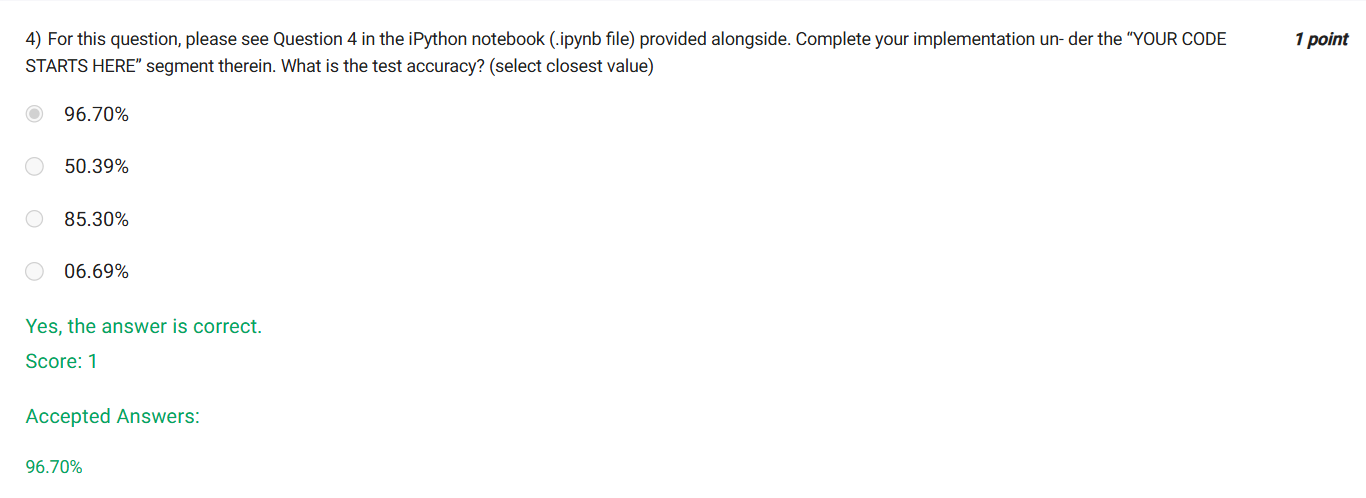 4) For this question, please see Question 4 in the iPython notebook (.ipynb file) provided alongside. Complete your implementation un- der the “YOUR CODE
1 point
STARTS HERE” segment therein. What is the test accuracy? (select closest value)
96.70%
50.39%
85.30%
06.69%
Yes, the answer is correct.
Score: 1
Accepted Answers:
96.70%